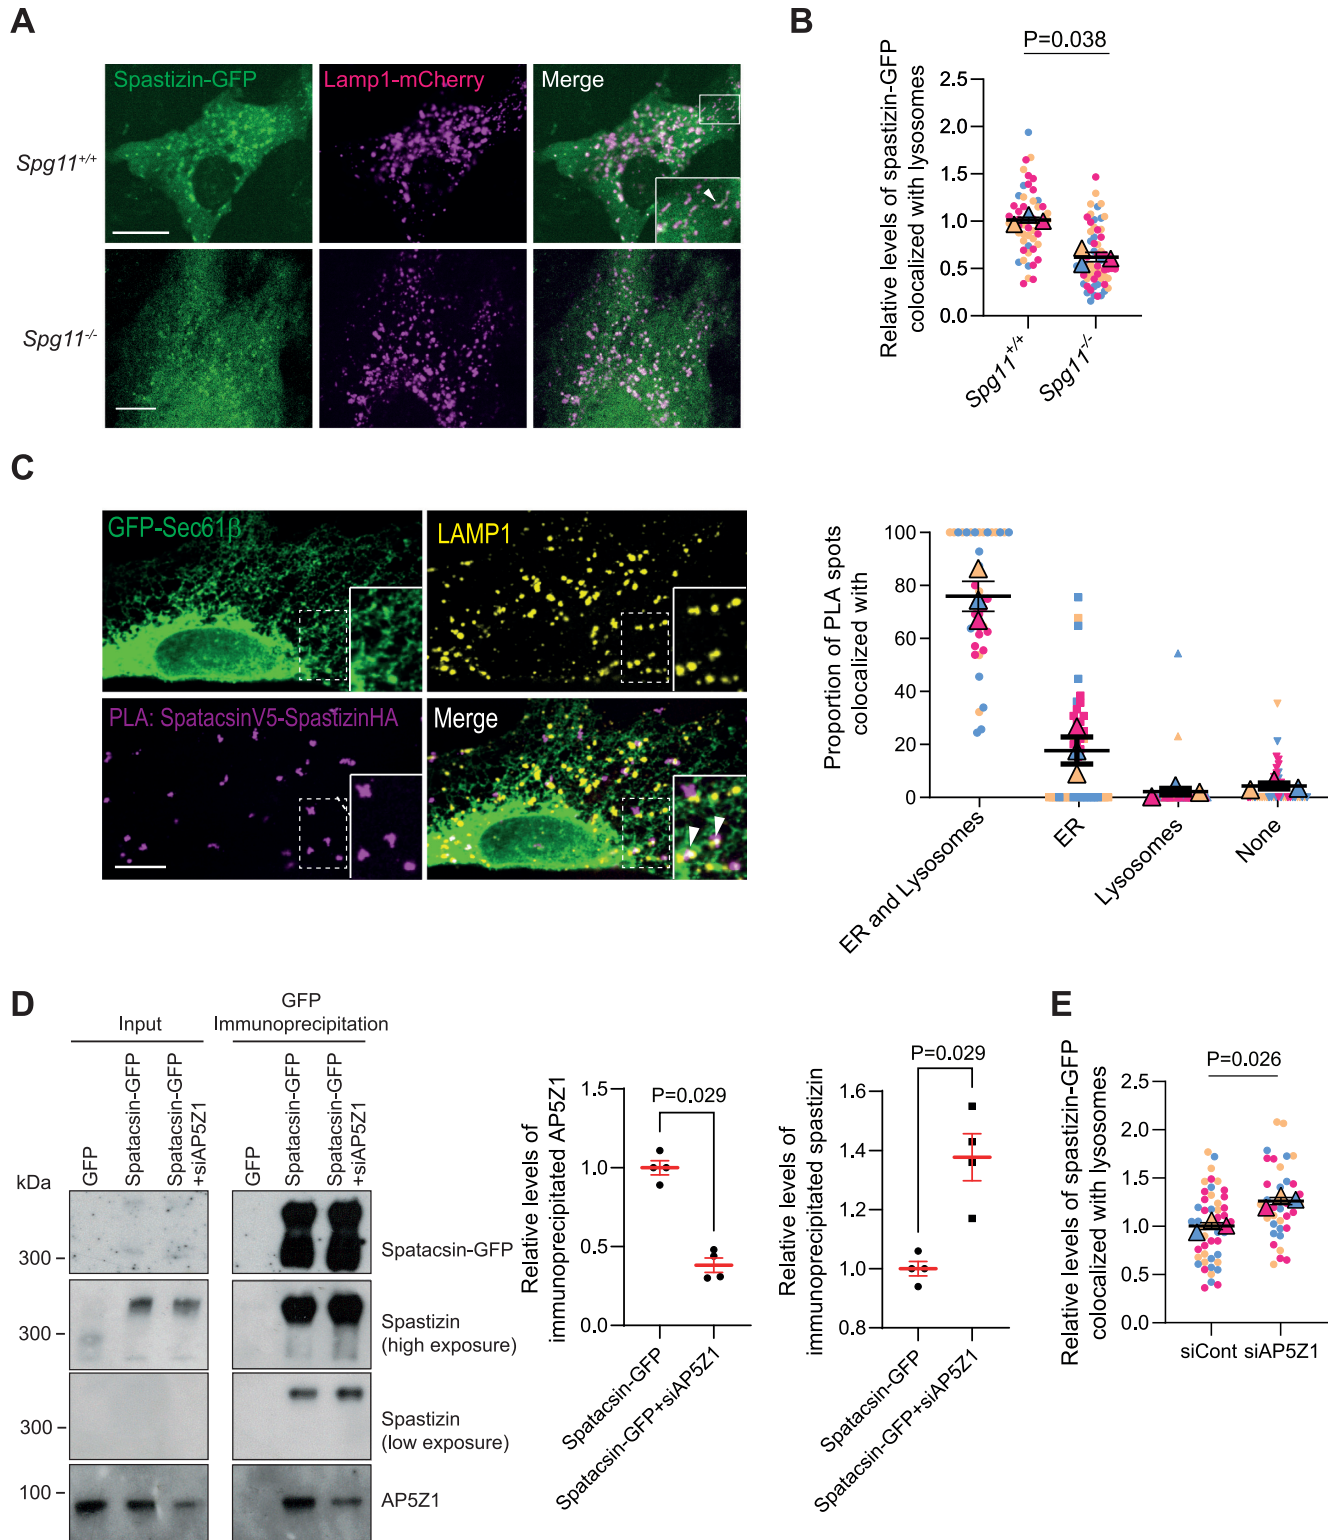 A
Spastizin-GFP
Lamp1-mCherry
Merge
Spg11+/+
Spg11-/-
B
P=0.038
Relative levels of spastizin-GFP
colocalized with lysosomes
2.5
2.0
1.5
1.0
0.5
0.0
Spg11+/+
Spg11-/-
C
GFP-Sec61β
LAMP1
PLA: SpatacsinV5-SpastizinHA
Merge
Proportion of PLA spots
colocalized with
100
80
60
40
20
0
ER and Lysosomes
ER
Lysosomes
None
D
Input
GFP
Immunoprecipitation
GFP
Spatacsin-GFP
Spatacsin-GFP
+siAP5Z1
GFP
Spatacsin-GFP
Spatacsin-GFP
+siAP5Z1
kDa
300
Spatacsin-GFP
300
Spastizin
(high exposure)
300
Spastizin
(low exposure)
100
AP5Z1
P=0.029
Relative levels of
immunoprecipitated AP5Z1
1.5
1.0
0.5
0.0
Spatacsin-GFP
Spatacsin-GFP+siAP5Z1
P=0.029
Relative levels of
immunoprecipitated spastizin
1.6
1.4
1.2
1.0
0.8
Spatacsin-GFP
Spatacsin-GFP+siAP5Z1
E
P=0.026
Relative levels of spastizin-GFP
colocalized with lysosomes
2.5
2.0
1.5
1.0
0.5
0.0
siCont siAP5Z1